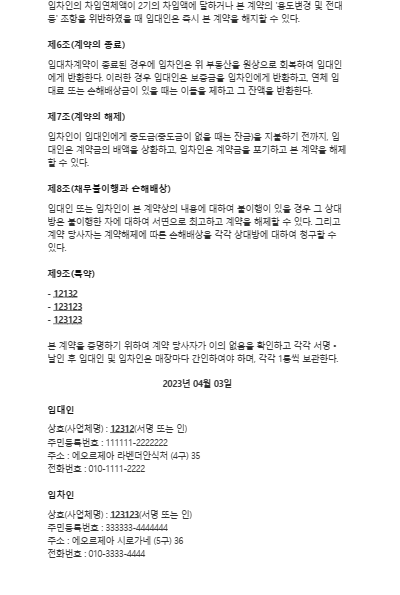 임차인의 차임연체액이 2기의 차임액에 달하거나 본 계약의 '용도변경 및 전대
등' 조항을 위반하였을 때 임대인은 즉시 본 계약을 해지할 수 있다.
제6조(계약의 종료)
임대차계약이 종료된 경우에 임차인은 위 부동산을 원상으로 회복하여 임대인
에게 반환한다. 이러한 경우 임대인은 보증금을 임차인에게 반환하고, 연체 임
대료 또는 손해배상금이 있을 때는 이들을 제하고 그 잔액을 반환한다.
제7조(계약의 해제)
임차인이 임대인에게 중도금(중도금이 없을 때는 잔금)을 지불하기 전까지, 임
대인은 계약금의 배액을 상환하고, 임차인은 계약금을 포기하고 본 계약을 해제
할 수 있다.
제8조(채무불이행과 손해배상)
임대인 또는 임차인이 본 계약상의 내용에 대하여 불이행이 있을 경우 그 상대
방은 불이행한 자에 대하여 서면으로 최고하고 계약을 해제할 수 있다. 그리고
계약 당사자는 계약해제에 따른 손해배상을 각각 상대방에 대하여 청구할 수
있다.
제9조(특약)
- 12132
- 123123
- 123123
본 계약을 증명하기 위하여 계약 당사자가 이의 없음을 확인하고 각각 서명 •
날인 후 임대인 및 임차인은 매장마다 간인하여야 하며, 각각 1통씩 보관한다.
2023년 04월 03일
임대인
상호(사업체명) : 12312(서명 또는 인)
주민등록번호 : 111111-2222222
주소 : 에오르제아 라벤더안식처 (4구) 35
전화번호 : 010-1111-2222
임차인
상호(사업체명) : 123123(서명 또는 인)
주민등록번호 : 333333-4444444
주소 : 에오르제아 시로가네 (5구) 36
전화번호 : 010-3333-4444